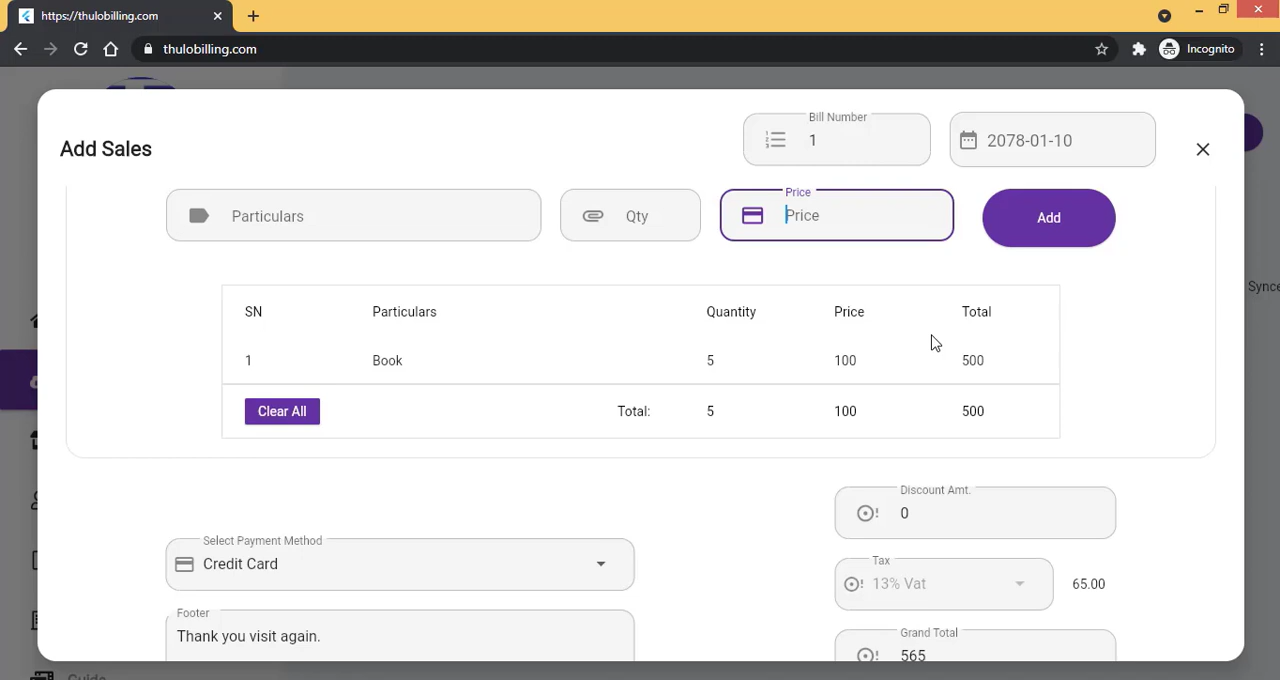 https://thulobilling.com
thulobilling.com
Incognito
Add Sales
Bill Number
1
2078-01-10
Particulars
Qty
Price
Price
Add
SN Particulars Quantity Price Total
1 Book 5 100 500
Clear All Total: 5 100 500
Discount Amt.
0
Select Payment Method
Credit Card
Tax
13% Vat 65.00
Footer
Thank you visit again.
Grand Total
565
Synce
Guide